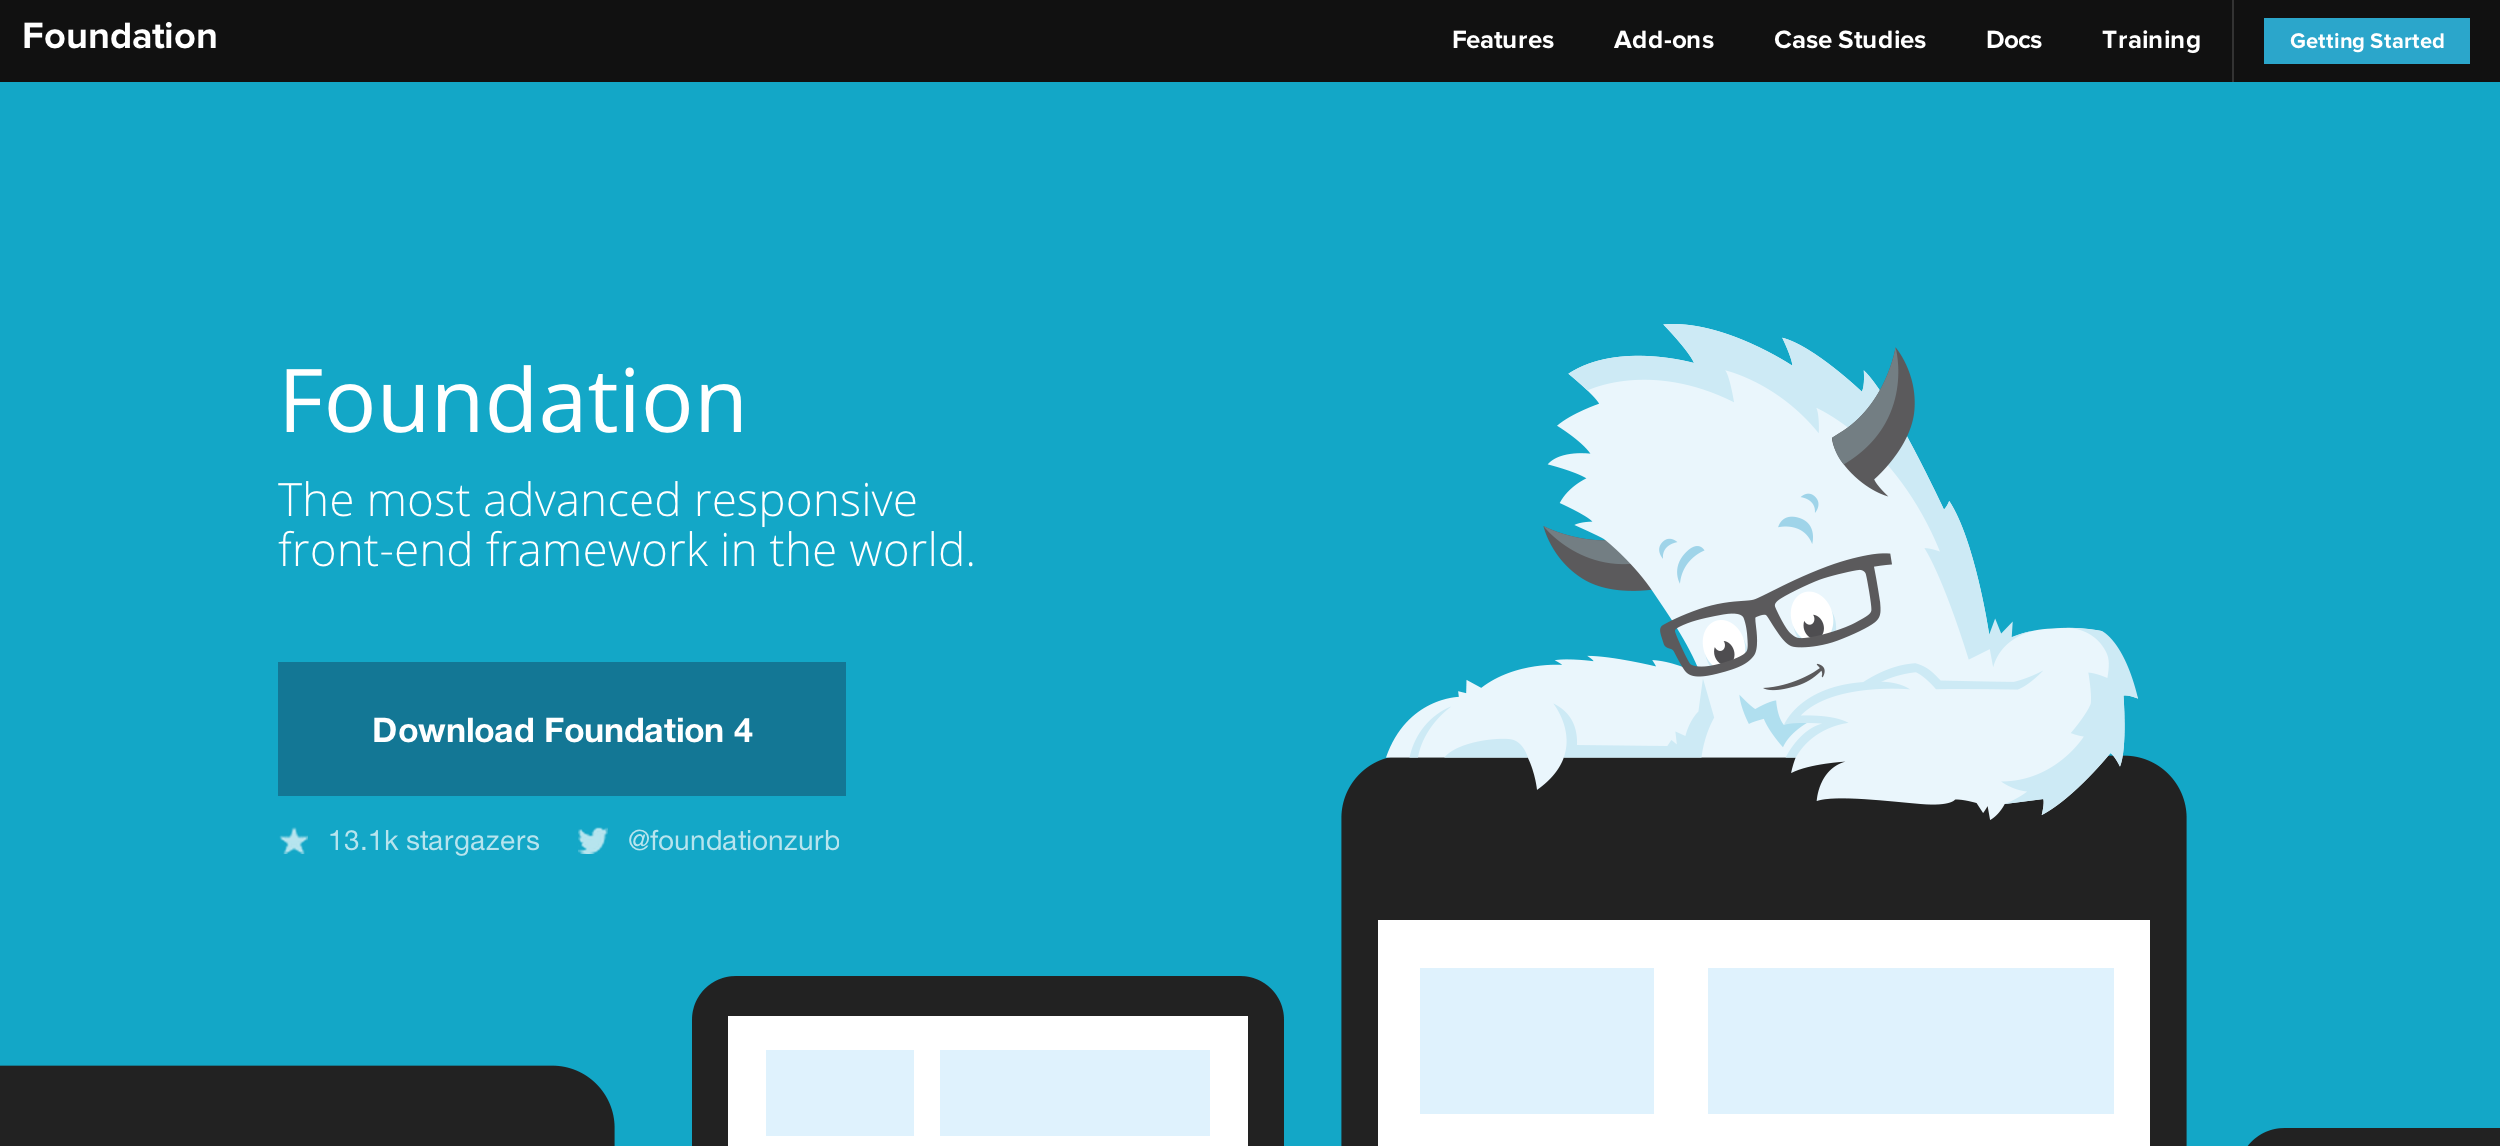 Foundation
Features
Add-ons
Case Studies
Docs
Training
Getting Started
Foundation
The most advanced responsive
front-end framework in the world.
Download Foundation 4
13.1k stargazers
@foundationzurb